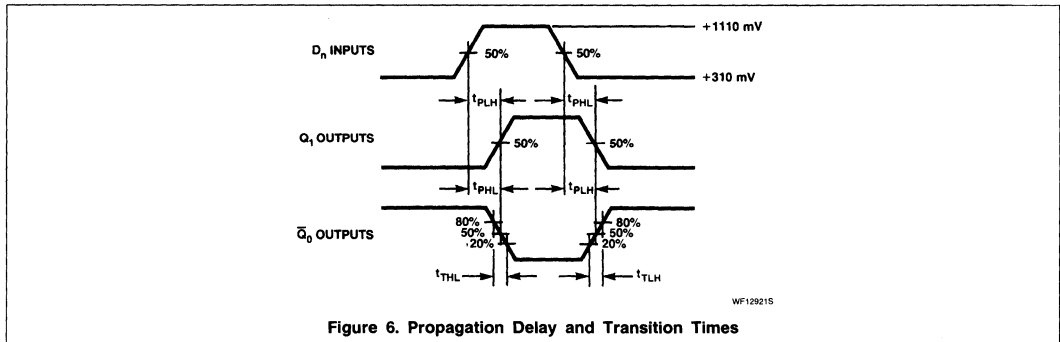 +1110 mV
Dn INPUTS
50%
50%
+310 mV
tPLH
tPHL
Q1 OUTPUTS
50%
50%
tPHL
tPLH
Q̅0 OUTPUTS
80%
50%
20%
80%
50%
20%
tTHL
tTLH
WF12921S
Figure 6. Propagation Delay and Transition Times